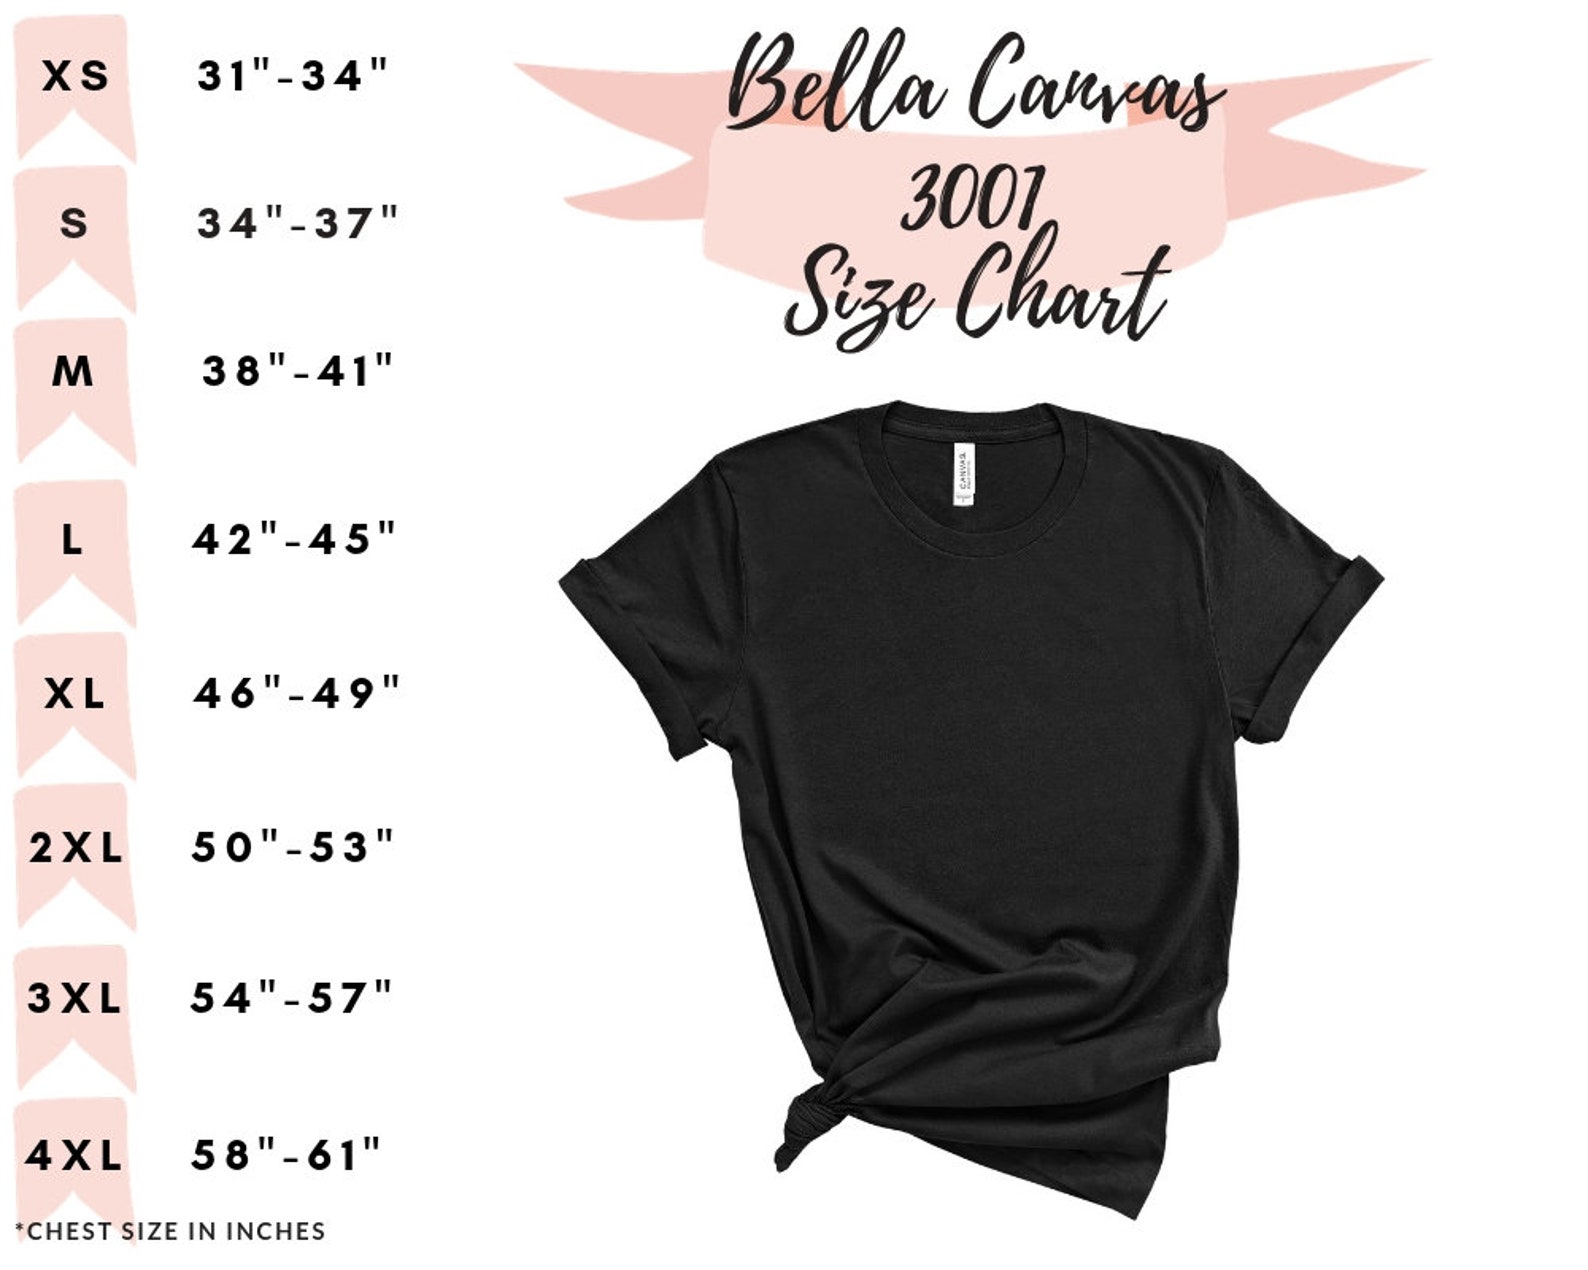 Bella Canvas
3001
Size Chart
XS 31"-34"
S 34"-37"
M 38"-41"
L 42"-45"
XL 46"-49"
2XL 50"-53"
3XL 54"-57"
4XL 58"-61"
*CHEST SIZE IN INCHES
CANVAS